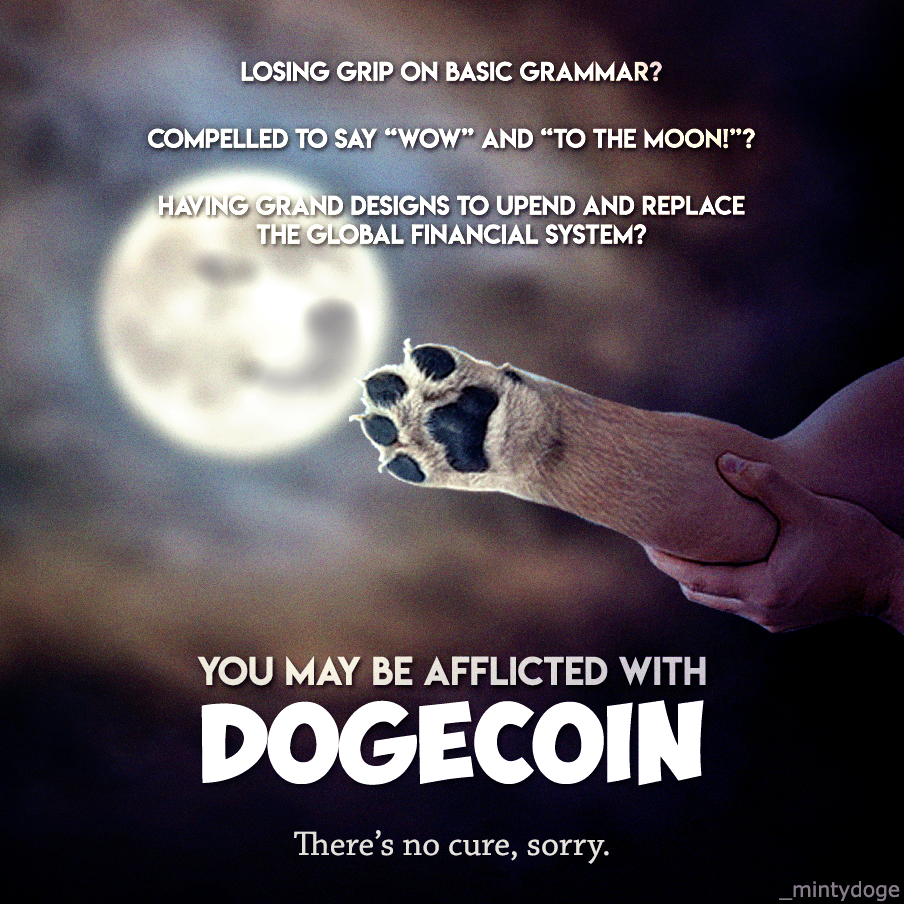 LOSING GRIP ON BASIC GRAMMAR?
COMPELLED TO SAY “WOW” AND “TO THE MOON!”?
HAVING GRAND DESIGNS TO UPEND AND REPLACE
THE GLOBAL FINANCIAL SYSTEM?
YOU MAY BE AFFLICTED WITH
DOGECOIN
There’s no cure, sorry.
_mintydoge